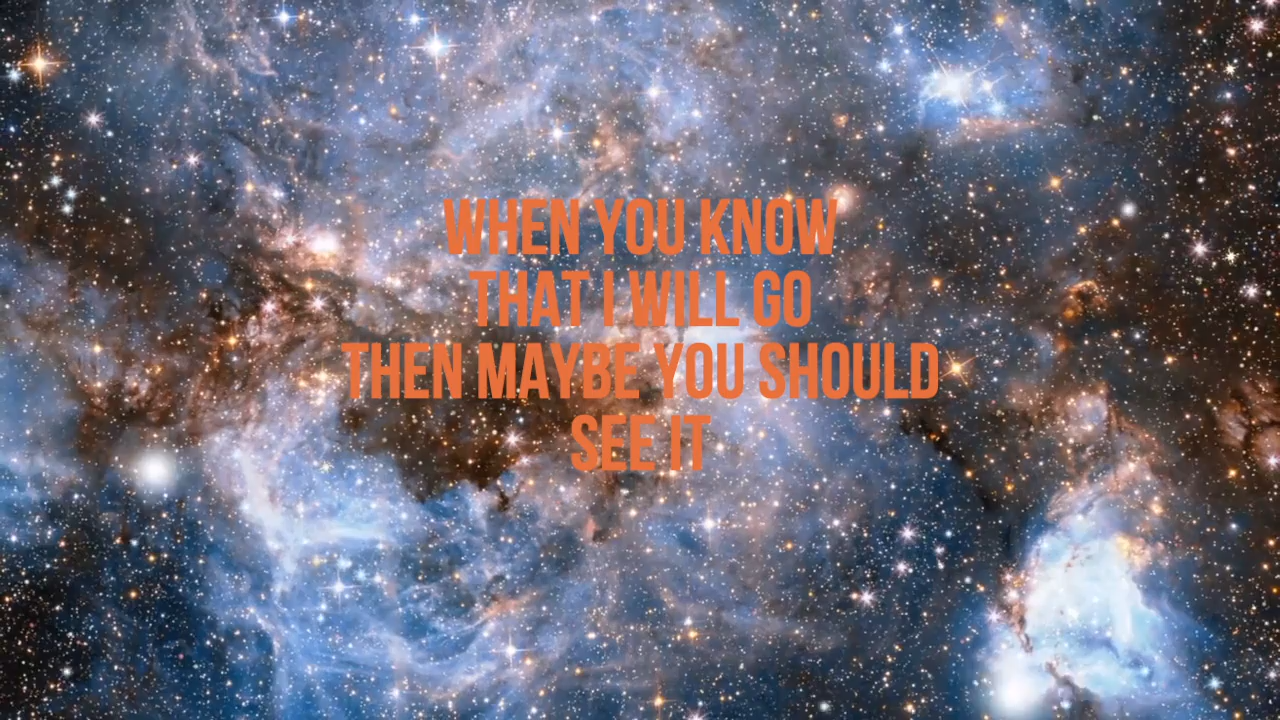 WHEN YOU KNOW
THAT I WILL GO
THEN MAYBE YOU SHOULD
SEE IT